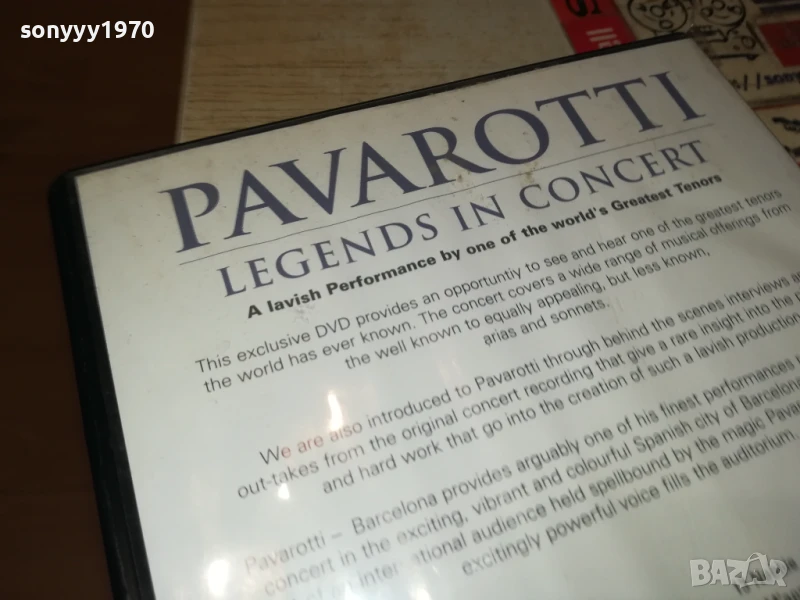 sonyyy1970
PAVAROTTI
LEGENDS IN CONCERT
A lavish Performance by one of the world's Greatest Tenors
This exclusive DVD provides an opportuntiy to see and hear one of the greatest tenors
the world has ever known. The concert covers a wide range of musical offerings from
the well known to equally appealing, but less known,
arias and sonnets.
We are also introduced to Pavarotti through behind the scenes interviews
out-takes from the original concert recording that give a rare insight into the
and hard work that go into the creation of such a lavish production
Pavarotti – Barcelona provides arguably one of his finest performances
concert in the exciting, vibrant and colourful Spanish city of Barcelona
international audience held spellbound by the magic
excitingly powerful voice fills the auditorium.
BAZAR